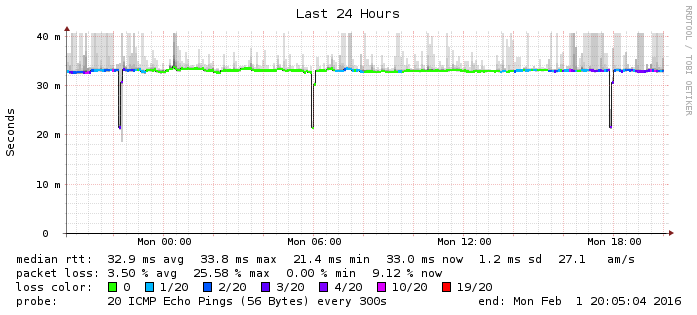 Last 24 Hours
RRDTOOL / TOBI OETIKER
Seconds
40 m
30 m
20 m
10 m
0
Mon 00:00 Mon 06:00 Mon 12:00 Mon 18:00
median rtt: 32.9 ms avg 33.8 ms max 21.4 ms min 33.0 ms now 1.2 ms sd 27.1 am/s
packet loss: 3.50 % avg 25.58 % max 0.00 % min 9.12 % now
loss color: 0 1/20 2/20 3/20 4/20 10/20 19/20
probe: 20 ICMP Echo Pings (56 Bytes) every 300s end: Mon Feb 1 20:05:04 2016